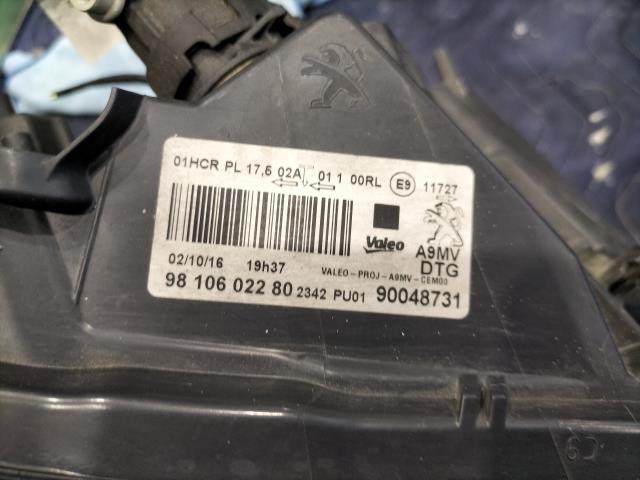 01HCR PL 17,5 02A 01 1 00RL E9 11727
Valeo A9MV
DTG
02/10/16 19h37 VALEO-PROJ-A9MV-CEM00
98 106 022 80 2342 PU01 90048731